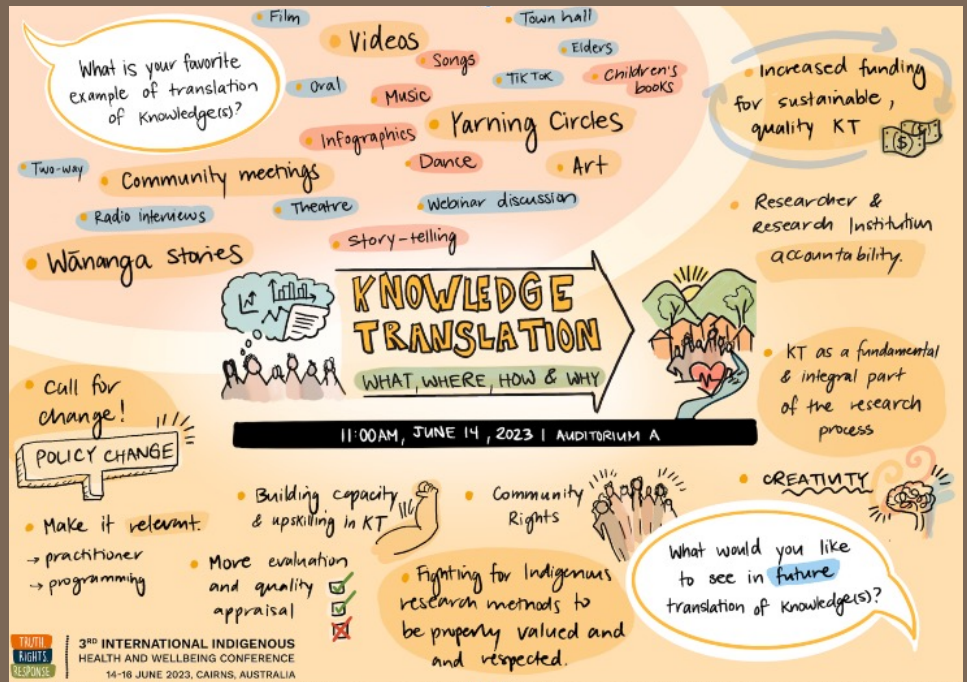 What is your favorite
example of translation
of Knowledge(s)?
Film
Videos
Town hall
Songs
Elders
Oral
Music
TikTok
Children's
books
Infographics
Yarning Circles
Two-way
Community meetings
Dance
Art
Radio interviews
Theatre
Webinar discussion
Wānanga stories
story-telling
Increased funding
for sustainable,
quality KT
$
$
Researcher &
Research Institution
accountability.
KNOWLEDGE
TRANSLATION
WHAT, WHERE, HOW & WHY
11:00AM, JUNE 14, 2023 | AUDITORIUM A
KT as a fundamental
& integral part
of the research
process
Call for
change!
POLICY CHANGE
Make it relevant.
→ practitioner
→ programming
Building capacity
& upskilling in KT
More evaluation
and quality
appraisal
Community
Rights
Fighting for Indigenous
research methods to
be properly valued and
and respected.
CREATIVITY
What would you like
to see in future
translation of Knowledge(s)?
TRUTH
RIGHTS
RESPONSE
3RD INTERNATIONAL INDIGENOUS
HEALTH AND WELLBEING CONFERENCE
14-16 JUNE 2023, CAIRNS, AUSTRALIA